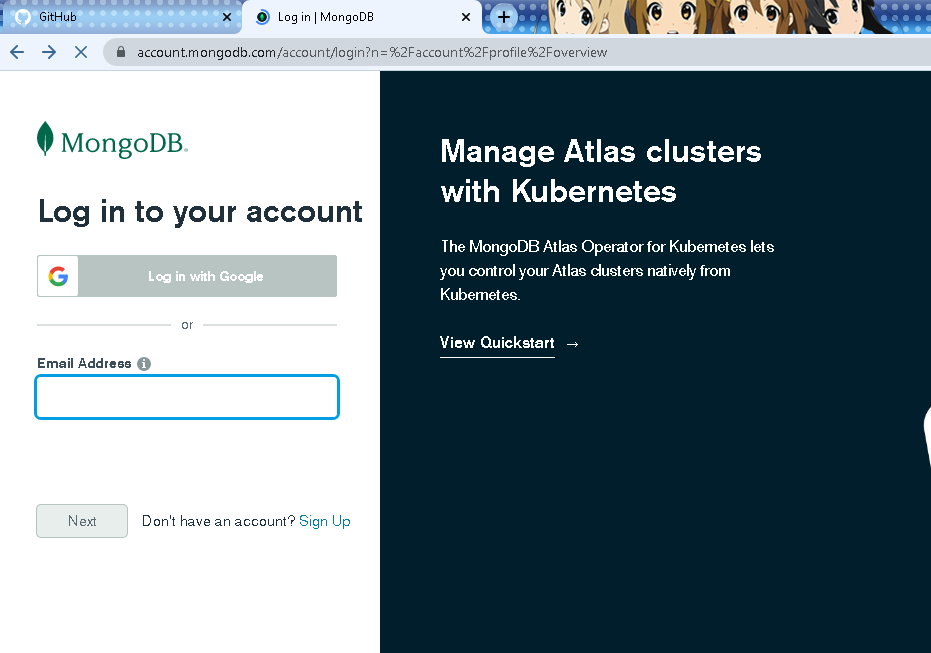 GitHub
Log in | MongoDB
account.mongodb.com/account/login?n=%2Faccount%2Fprofile%2Foverview
MongoDB.
Log in to your account
Log in with Google
or
Email Address
Next
Don't have an account? Sign Up
Manage Atlas clusters
with Kubernetes
The MongoDB Atlas Operator for Kubernetes lets
you control your Atlas clusters natively from
Kubernetes.
View Quickstart →